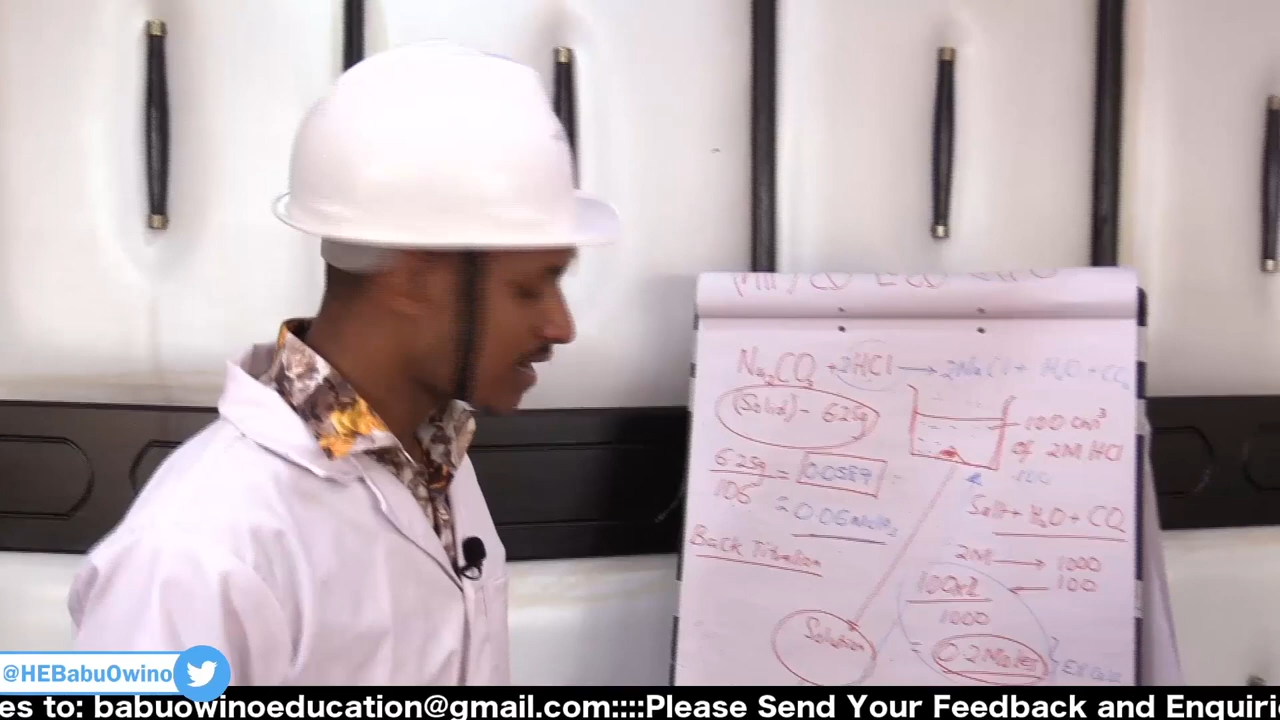 Na₂CO₃ + 2HCl → 2NaCl + H₂O + CO₂
(Solid) - 6.25g
100 cm³
of 2M HCl
6.25g
106
= 0.0589
= 0.06 moles
Salt + H₂O + CO₂
Back Titration
2M → 1000
← 100
100x2
1000
= 0.2 Moles
Solution
@HEBabuOwino
es to: babuowinoeducation@gmail.com::::Please Send Your Feedback and Enquiri